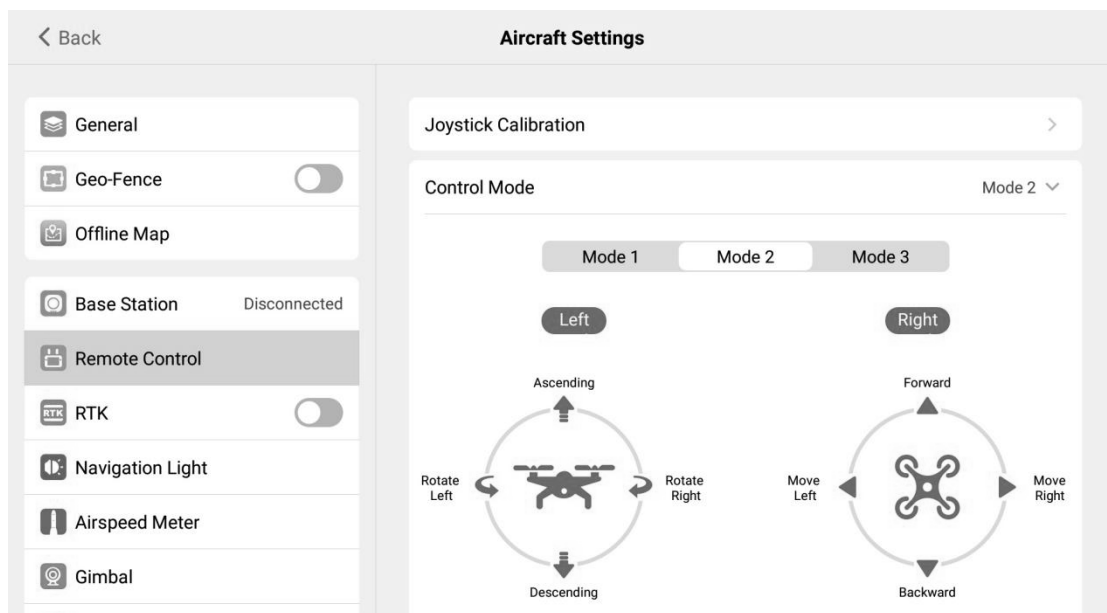 Back
Aircraft Settings
General
Geo-Fence
Offline Map
Base Station Disconnected
Remote Control
RTK
RTK
Navigation Light
Airspeed Meter
Gimbal
Joystick Calibration
Control Mode Mode 2
Mode 1 Mode 2 Mode 3
Left
Ascending
Rotate
Left
Rotate
Right
Descending
Right
Forward
Move
Left
Move
Right
Backward